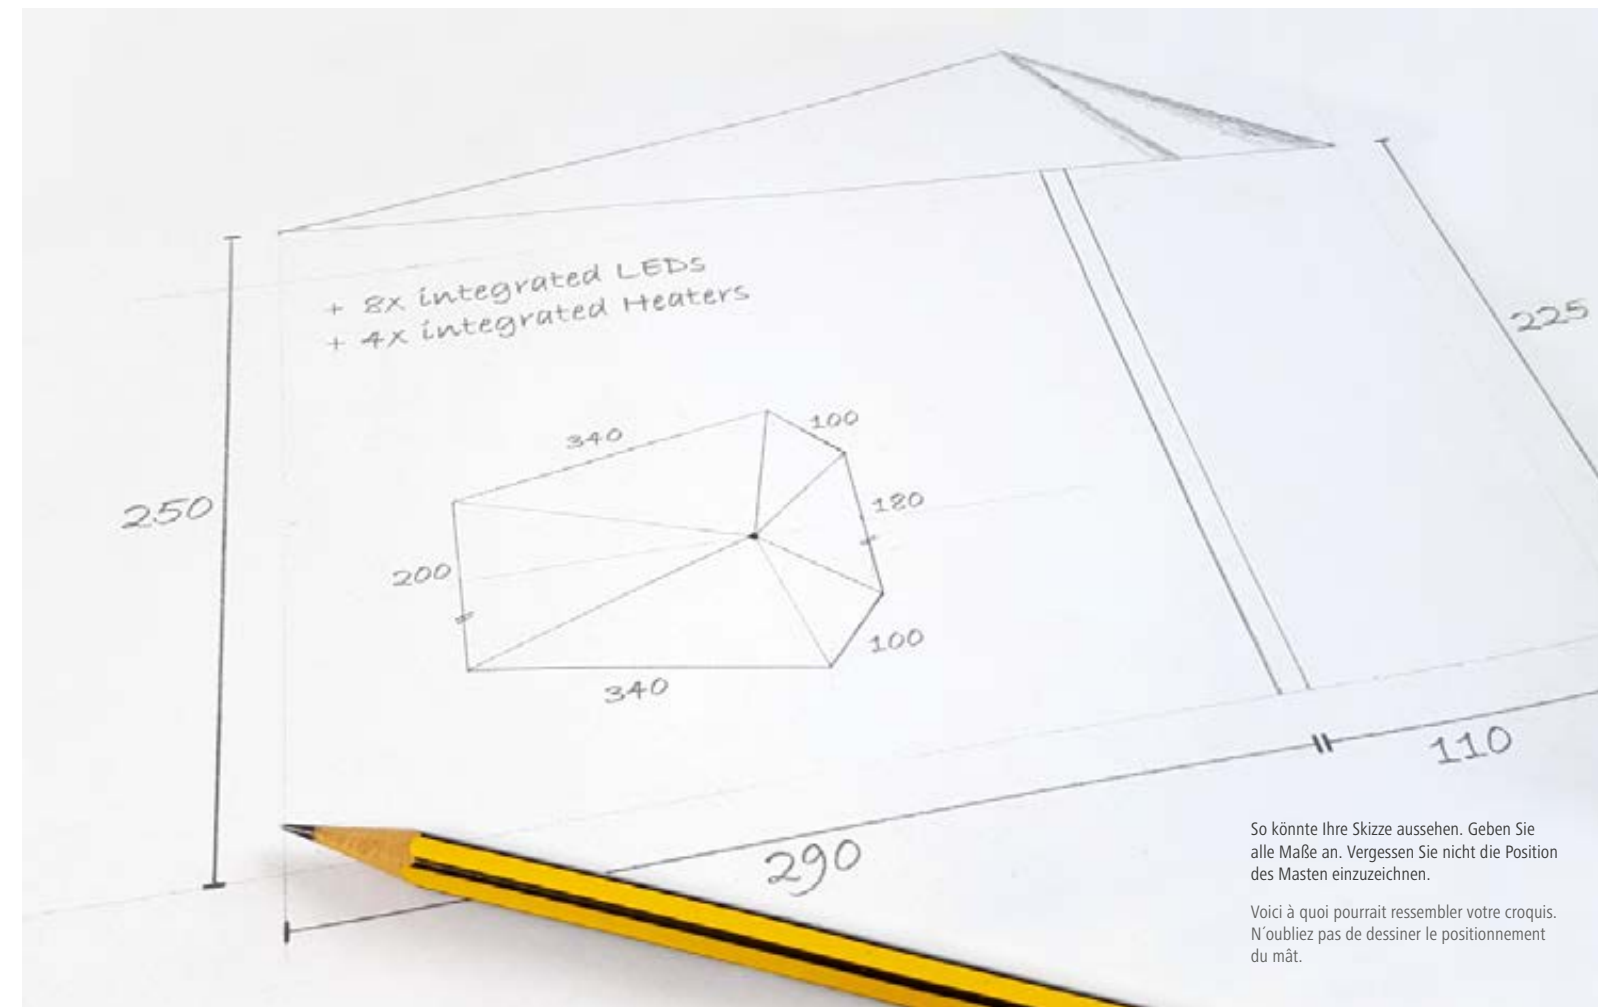 + 8x integrated LEDs
+ 4x integrated Heaters
225
340
100
250
180
200
100
340
110
290
So könnte Ihre Skizze aussehen. Geben Sie
alle Maße an. Vergessen Sie nicht die Position
des Masten einzuzeichnen.
Voici à quoi pourrait ressembler votre croquis.
N´oubliez pas de dessiner le positionnement
du mât.